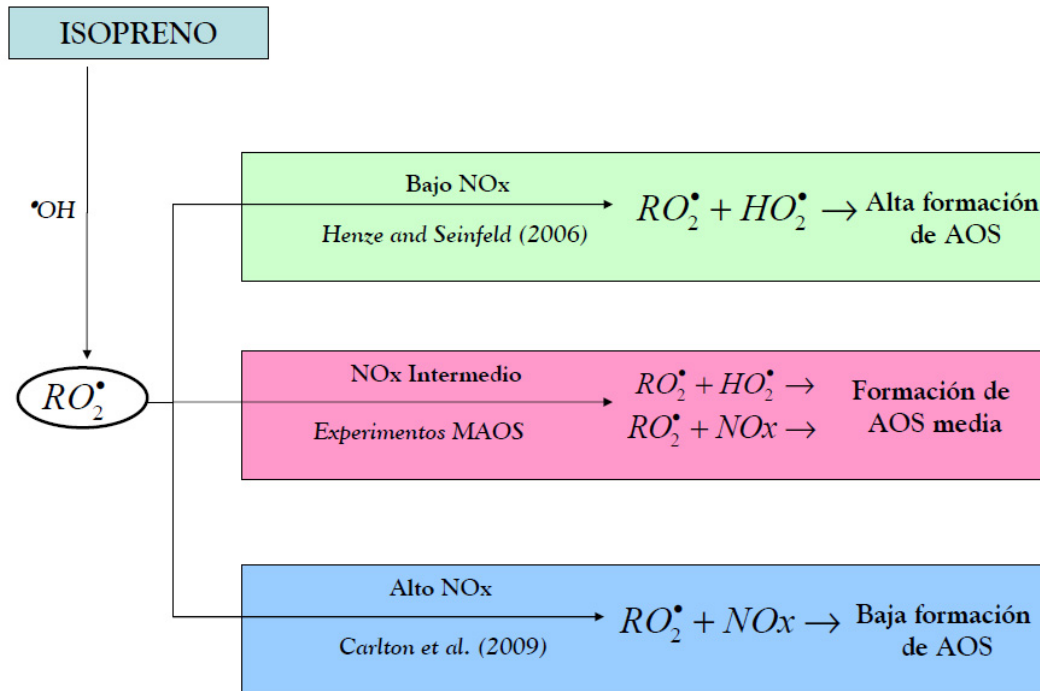 ISOPRENO
•OH
RO₂•
Bajo NOx
Henze and Seinfeld (2006)
RO₂• + HO₂• →
Alta formación
de AOS
NOx Intermedio
Experimentos MAOS
RO₂• + HO₂• →
RO₂• + NOx →
Formación de
AOS media
Alto NOx
Carlton et al. (2009)
RO₂• + NOx →
Baja formación
de AOS